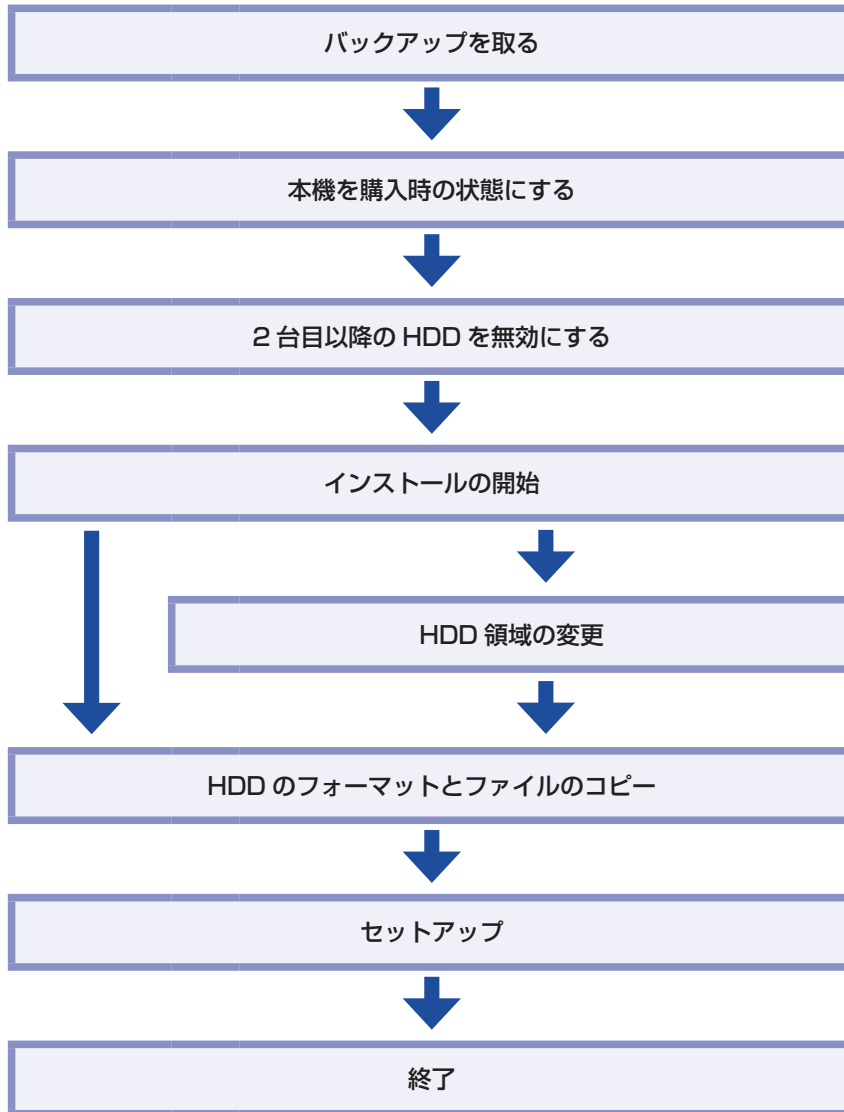 バックアップを取る
本機を購入時の状態にする
2 台目以降の HDD を無効にする
インストールの開始
HDD 領域の変更
HDD のフォーマットとファイルのコピー
セットアップ
終了